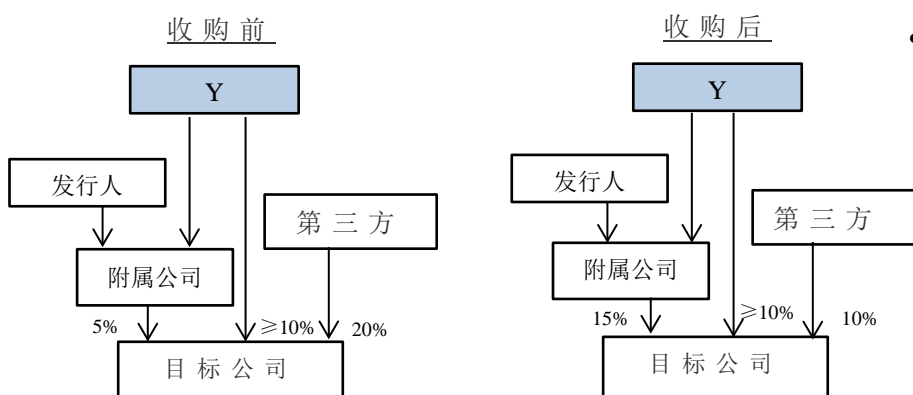 收购前
Y
发行人
第三方
附属公司
5%
≥10%
20%
目标公司
收购后
Y
发行人
第三方
附属公司
15%
≥10%
10%
目标公司